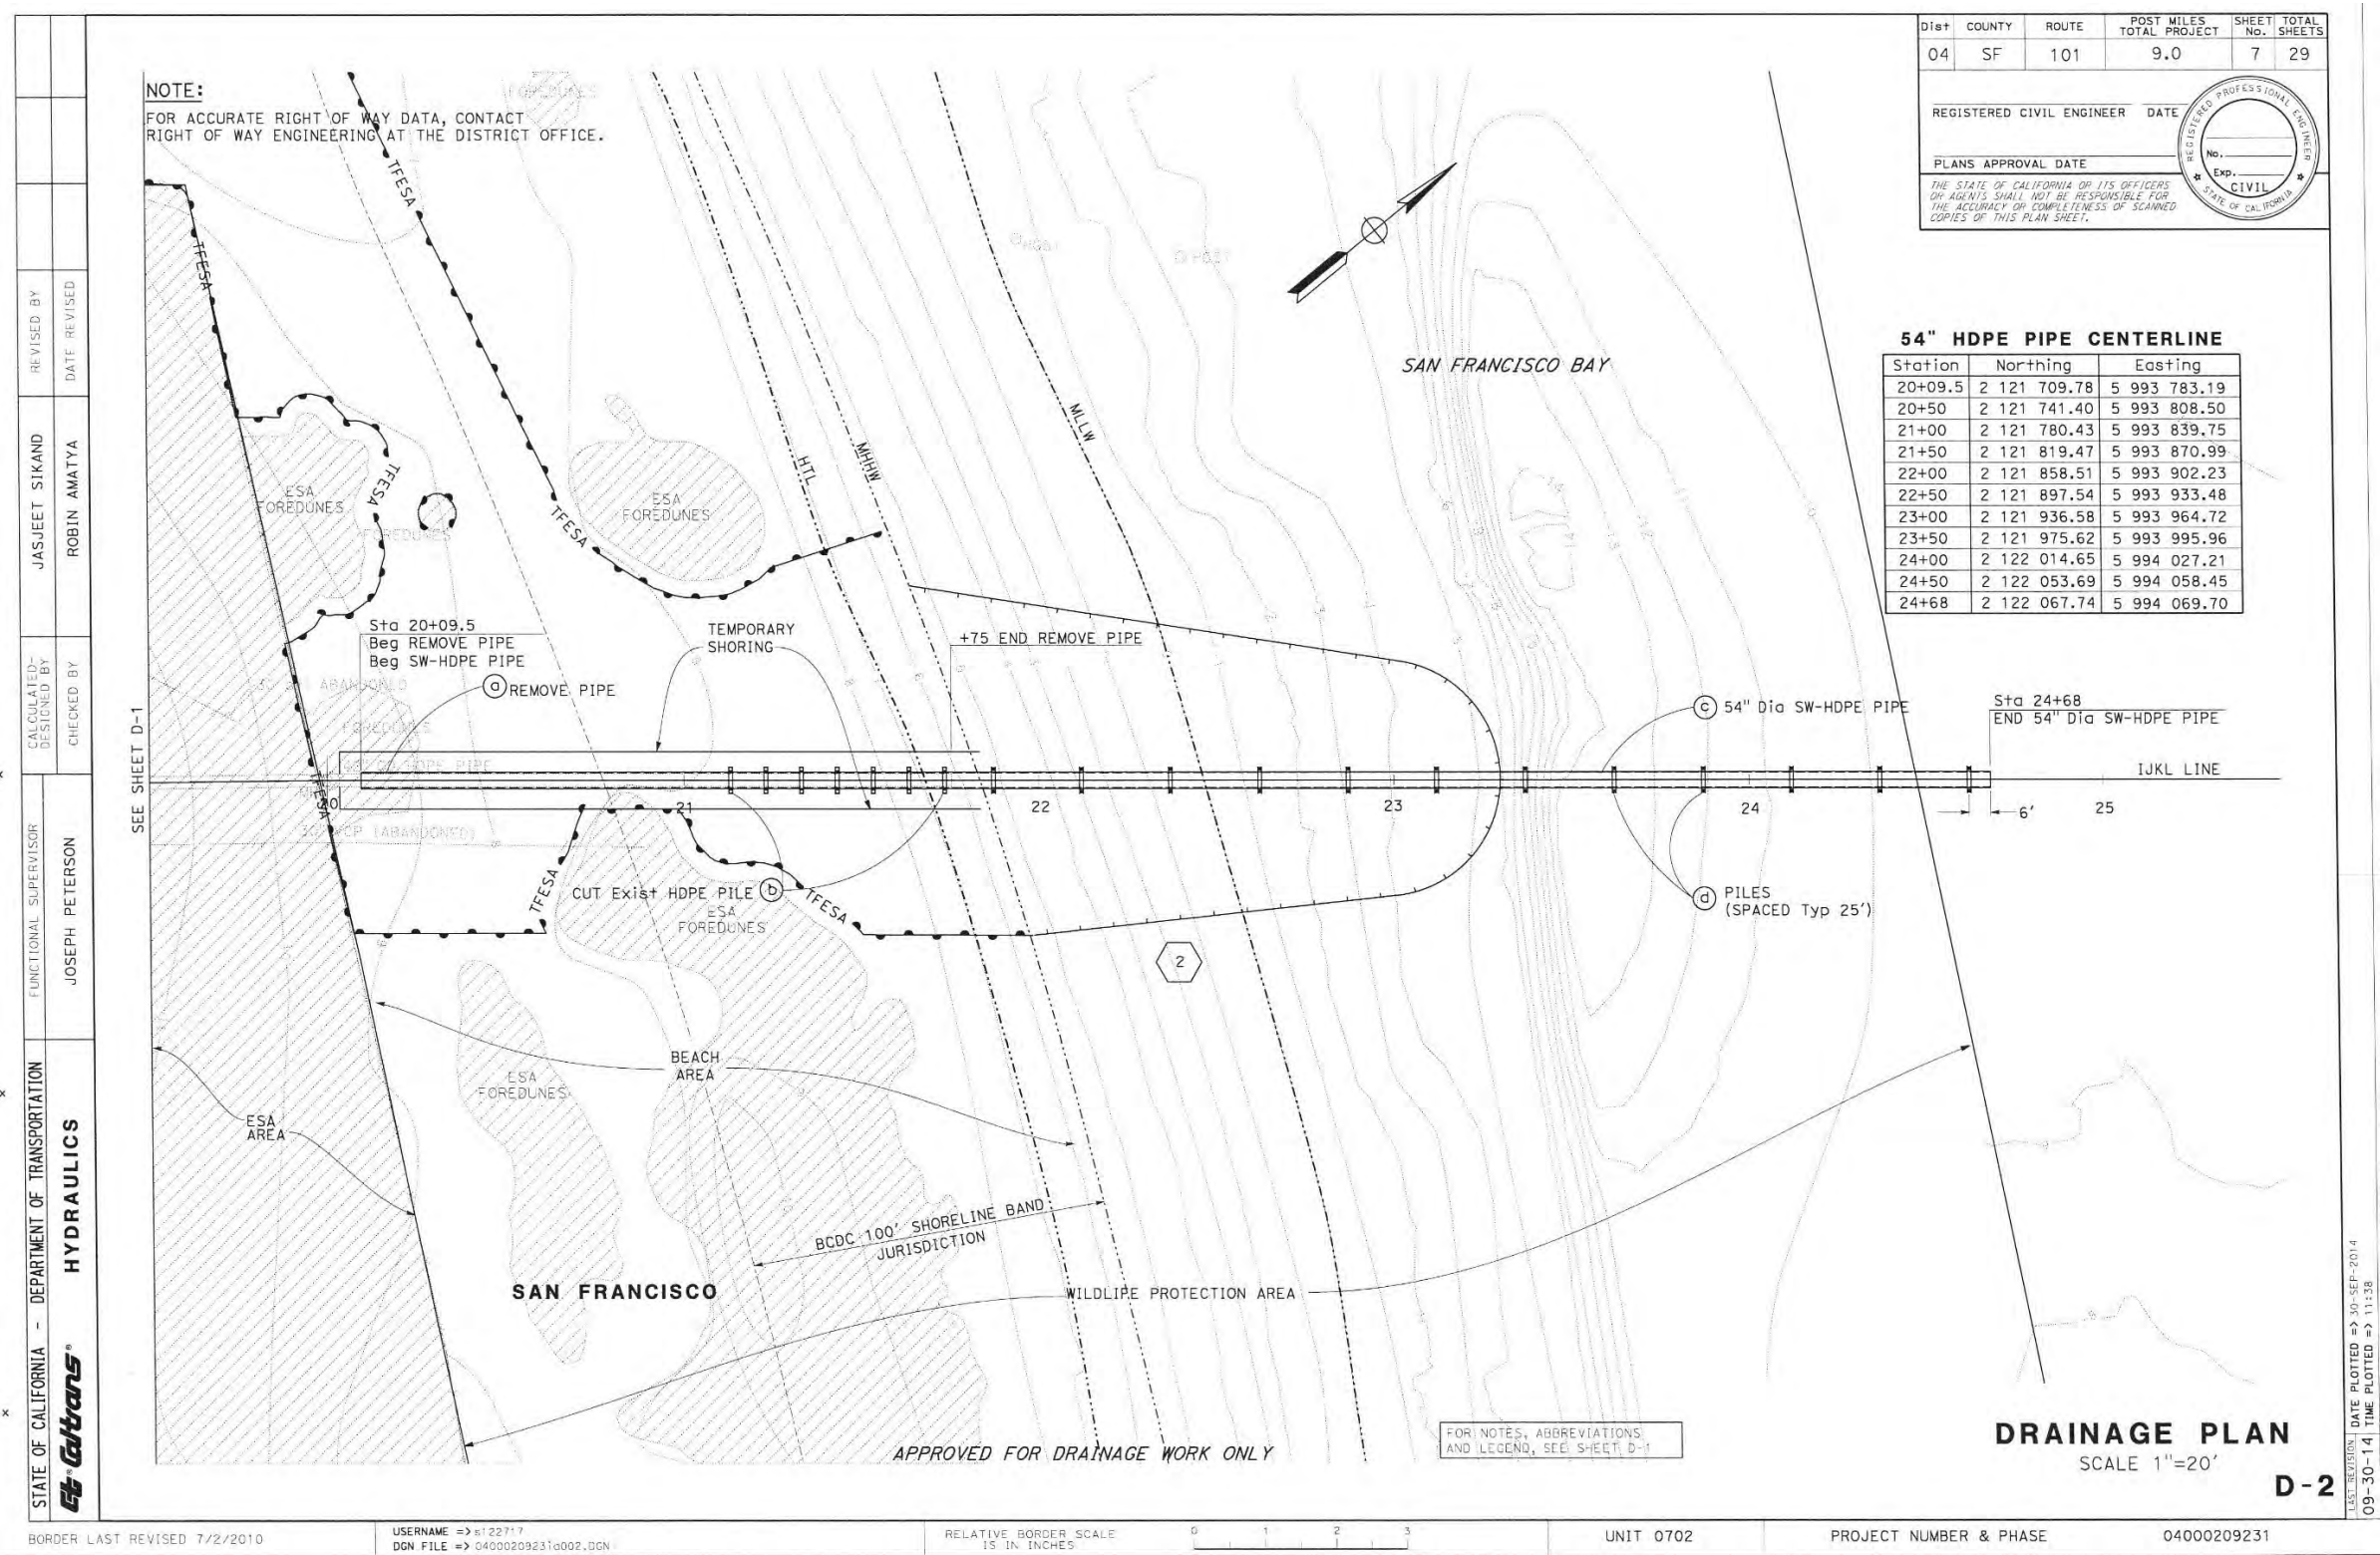 Dist COUNTY ROUTE POST MILES TOTAL PROJECT SHEET No. TOTAL SHEETS
04 SF 101 9.0 7 29
REGISTERED CIVIL ENGINEER DATE
PLANS APPROVAL DATE
THE STATE OF CALIFORNIA OR ITS OFFICERS
OR AGENTS SHALL NOT BE RESPONSIBLE FOR
THE ACCURACY OR COMPLETENESS OF SCANNED
COPIES OF THIS PLAN SHEET.
REGISTERED PROFESSIONAL ENGINEER
No.
Exp.
CIVIL
STATE OF CALIFORNIA
NOTE:
FOR ACCURATE RIGHT OF WAY DATA, CONTACT
RIGHT OF WAY ENGINEERING AT THE DISTRICT OFFICE.
FOREDUNES
TFESA
TFESA
SAN FRANCISCO BAY
54" HDPE PIPE CENTERLINE
Station Northing Easting
20+09.5 2 121 709.78 5 993 783.19
20+50 2 121 741.40 5 993 808.50
21+00 2 121 780.43 5 993 839.75
21+50 2 121 819.47 5 993 870.99
22+00 2 121 858.51 5 993 902.23
22+50 2 121 897.54 5 993 933.48
23+00 2 121 936.58 5 993 964.72
23+50 2 121 975.62 5 993 995.96
24+00 2 122 014.65 5 994 027.21
24+50 2 122 053.69 5 994 058.45
24+68 2 122 067.74 5 994 069.70
HTL
MHHW
MLLW
ESA
FOREDUNES
TFESA
FOREDUNES
ESA
FOREDUNES
TFESA
Sta 20+09.5
Beg REMOVE PIPE
Beg SW-HDPE PIPE
a REMOVE PIPE
TEMPORARY
SHORING
+75 END REMOVE PIPE
c 54" Dia SW-HDPE PIPE
Sta 24+68
END 54" Dia SW-HDPE PIPE
ABANDONED
FOREDUNES
HDPE PIPE
IJKL LINE
21
22
23
24
25
6'
TFESA
(ABANDONED)
SEE SHEET D-1
TFESA
CUT Exist HDPE PILE b
TFESA
ESA
FOREDUNES
d PILES
(SPACED Typ 25')
2
BEACH
AREA
ESA
FOREDUNES
ESA
AREA
BCDC 100' SHORELINE BAND
JURISDICTION
SAN FRANCISCO
WILDLIFE PROTECTION AREA
APPROVED FOR DRAINAGE WORK ONLY
FOR NOTES, ABBREVIATIONS
AND LEGEND, SEE SHEET D-1
DRAINAGE PLAN
SCALE 1"=20'
D-2
REVISED BY
DATE REVISED
JASJEET SIKAND
ROBIN AMATYA
CALCULATED-
DESIGNED BY
CHECKED BY
FUNCTIONAL SUPERVISOR
JOSEPH PETERSON
STATE OF CALIFORNIA - DEPARTMENT OF TRANSPORTATION
HYDRAULICS
Caltrans
LAST REVISION
09-30-14
DATE PLOTTED => 30-SEP-2014
TIME PLOTTED => 11:38
BORDER LAST REVISED 7/2/2010
USERNAME => s122717
DGN FILE => 04000209231q002.DGN
RELATIVE BORDER SCALE
IS IN INCHES
0 1 2 3
UNIT 0702
PROJECT NUMBER & PHASE
04000209231